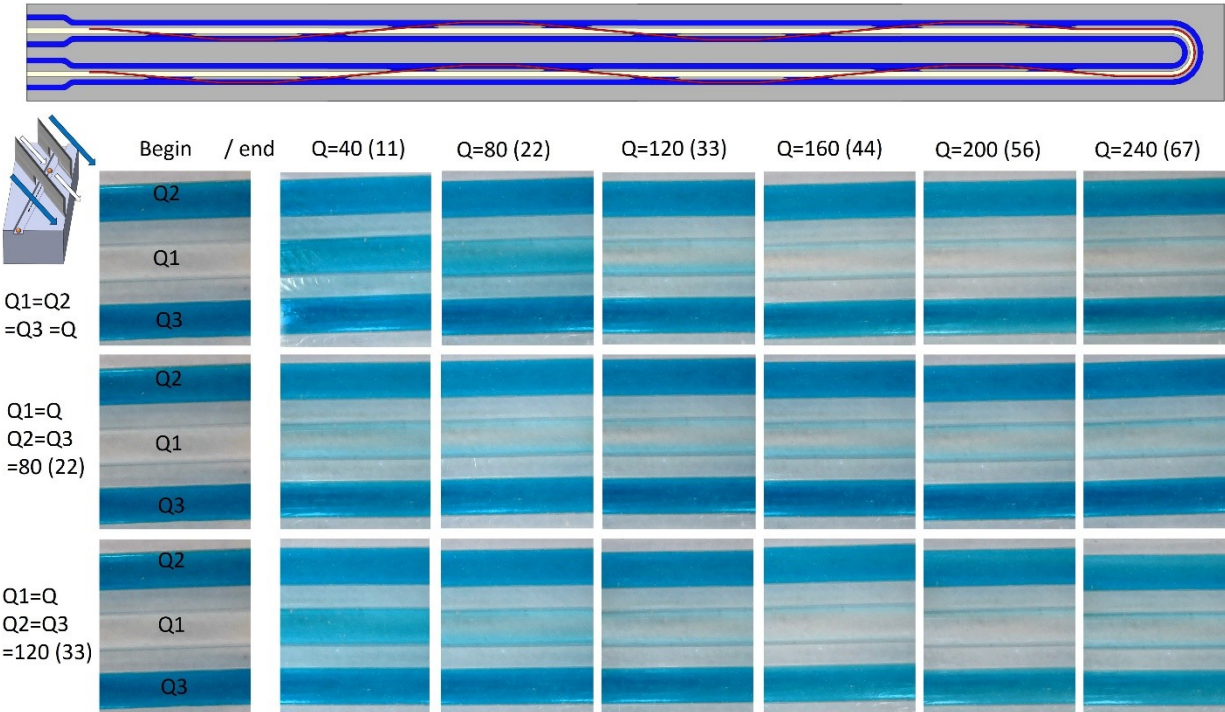 Begin / end Q=40 (11) Q=80 (22) Q=120 (33) Q=160 (44) Q=200 (56) Q=240 (67)
Q2
Q1
Q3
Q1=Q2
=Q3 =Q
Q2
Q1
Q3
Q1=Q
Q2=Q3
=80 (22)
Q2
Q1
Q3
Q1=Q
Q2=Q3
=120 (33)